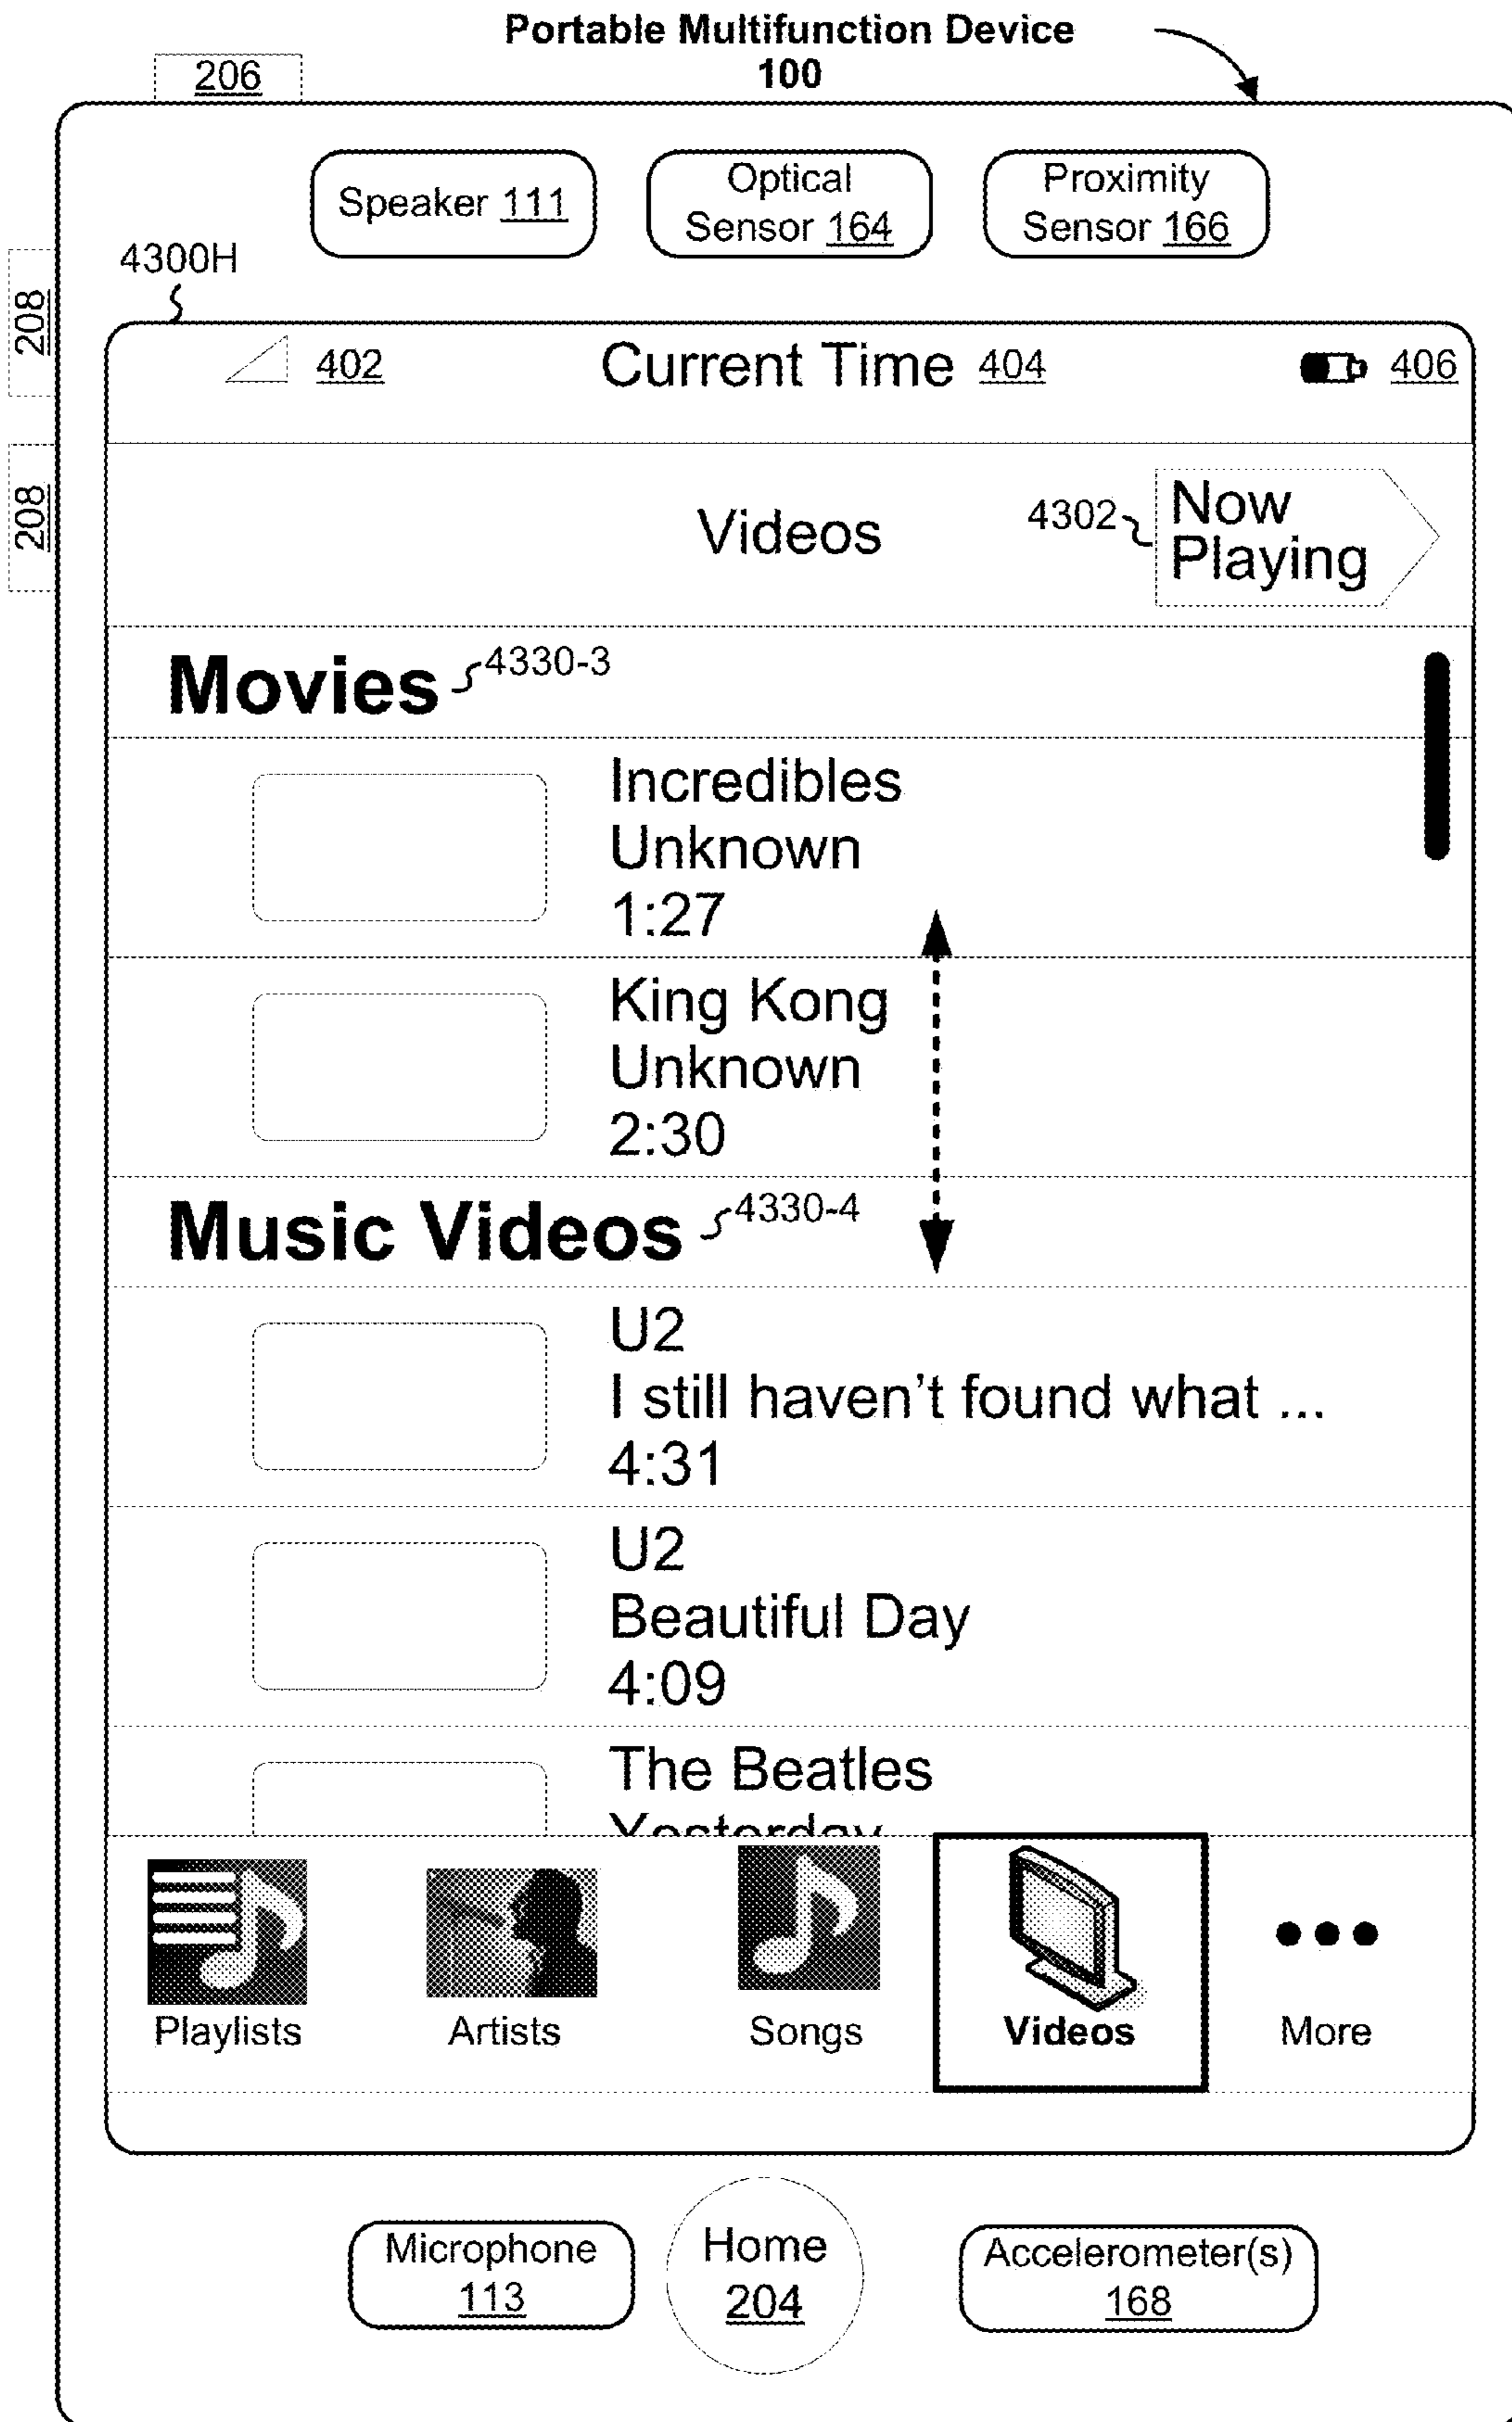 Portable Multifunction Device
100
206
Speaker 111
Optical
Sensor 164
Proximity
Sensor 166
4300H
208
402
Current Time 404
406
208
Videos
4302
Now
Playing
Movies
4330-3
Incredibles
Unknown
1:27
King Kong
Unknown
2:30
Music Videos
4330-4
U2
I still haven't found what ...
4:31
U2
Beautiful Day
4:09
The Beatles
Yesterday
Playlists
Artists
Songs
Videos
More
Microphone
113
Home
204
Accelerometer(s)
168